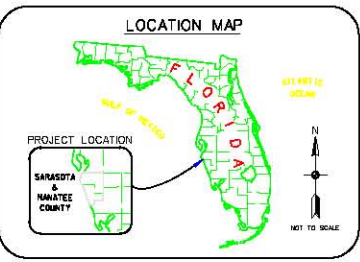 LOCATION MAP
FLORIDA
ATLANTIC
OCEAN
GULF OF MEXICO
PROJECT LOCATION
SARASOTA
&
MANATEE
COUNTY
N
NOT TO SCALE